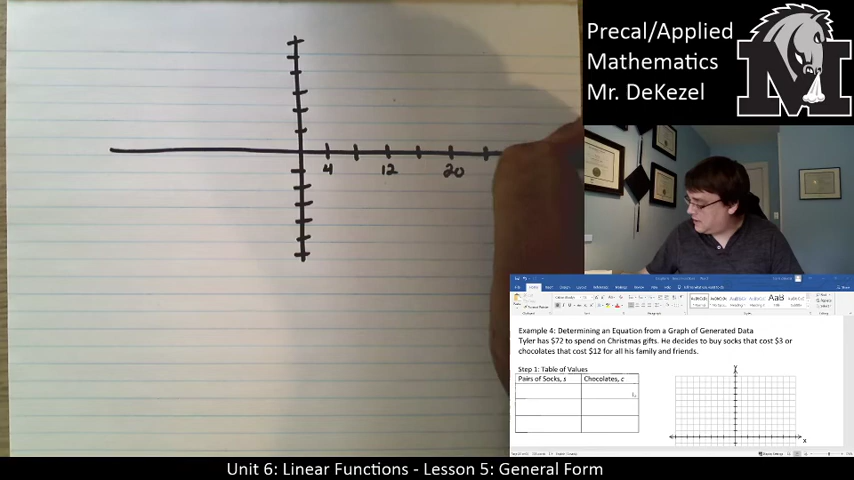 Precal/Applied
Mathematics
Mr. DeKezel
M
4 12 20
Example 4: Determining an Equation from a Graph of Generated Data
Tyler has $72 to spend on Christmas gifts. He decides to buy socks that cost $3 or
chocolates that cost $12 for all his family and friends.
Step 1: Table of Values
Pairs of Socks, s Chocolates, c
y
x
Unit 6: Linear Functions - Lesson 5: General Form